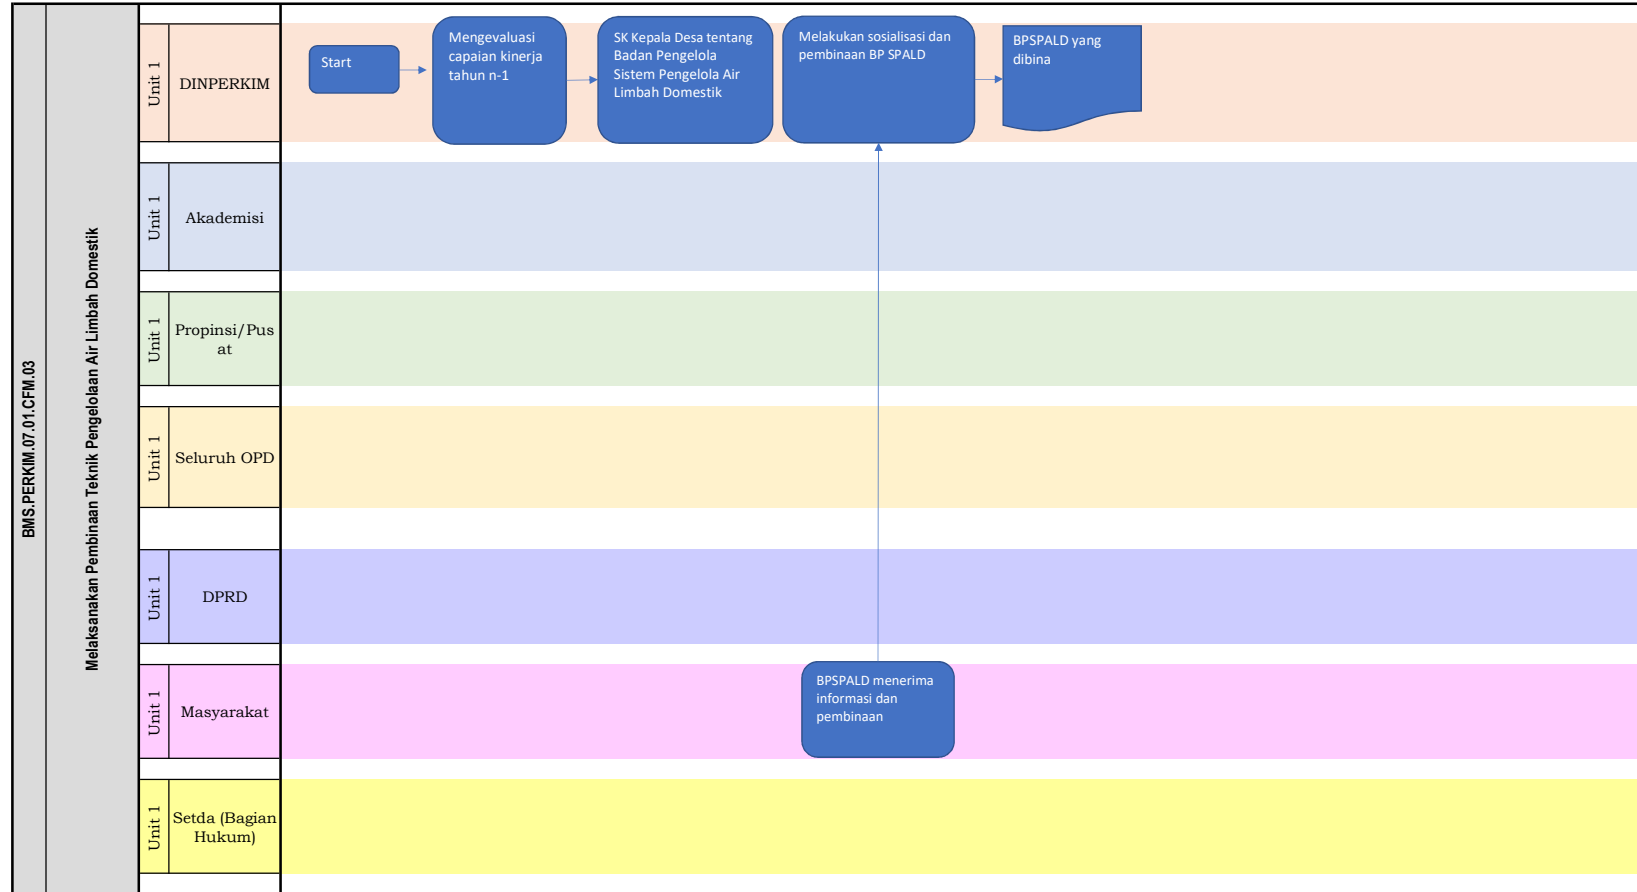 BMS.PERKIM.07.01.CFM.03
Melaksanakan Pembinaan Teknik Pengelolaan Air Limbah Domestik
Unit 1
DINPERKIM
Start
Mengevaluasi
capaian kinerja
tahun n-1
SK Kepala Desa tentang
Badan Pengelola
Sistem Pengelola Air
Limbah Domestik
Melakukan sosialisasi dan
pembinaan BP SPALD
BPSPALD yang
dibina
Unit 1
Akademisi
Unit 1
Propinsi/Pus
at
Unit 1
Seluruh OPD
Unit 1
DPRD
Unit 1
Masyarakat
BPSPALD menerima
informasi dan
pembinaan
Unit 1
Setda (Bagian
Hukum)